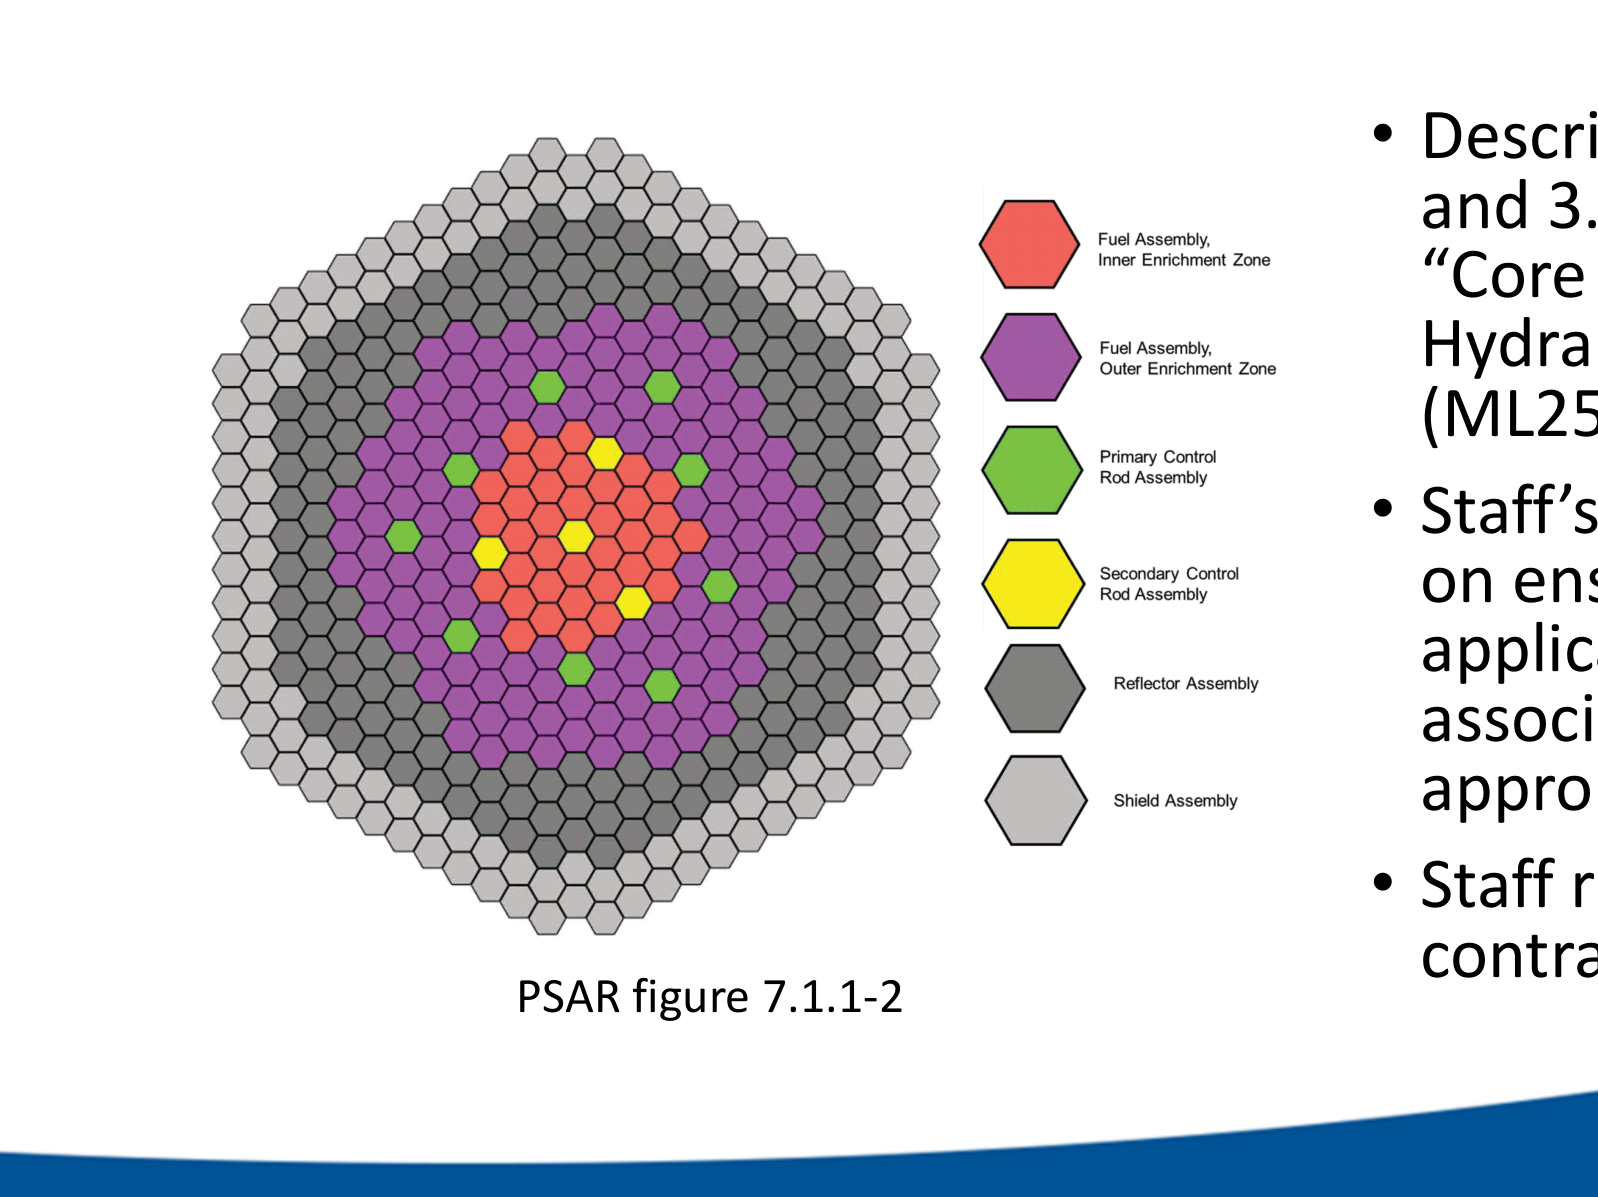 Fuel Assembly,
Inner Enrichment Zone
Fuel Assembly,
Outer Enrichment Zone
Primary Control
Rod Assembly
Secondary Control
Rod Assembly
Reflector Assembly
Shield Assembly
PSAR figure 7.1.1-2
• Descri
and 3.
“Core
Hydra
(ML25
• Staff’s
on ens
applica
associ
appro
• Staff r
contra